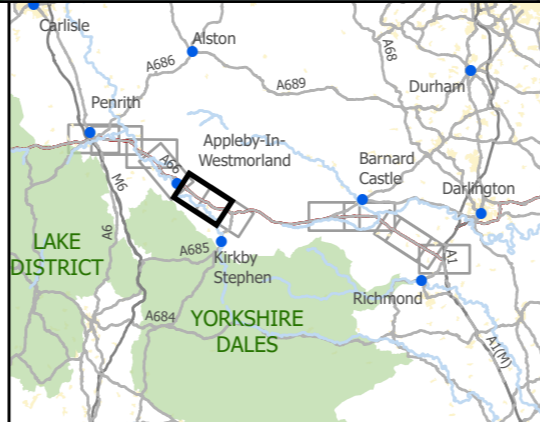 Carlisle
Alston
A68
A686
A689
Durham
Penrith
Appleby-In-
Westmorland
Barnard
Castle
Darlington
A66
M6
A6
LAKE
DISTRICT
A685
Kirkby
Stephen
A1
Richmond
A684
YORKSHIRE
DALES
A1(M)